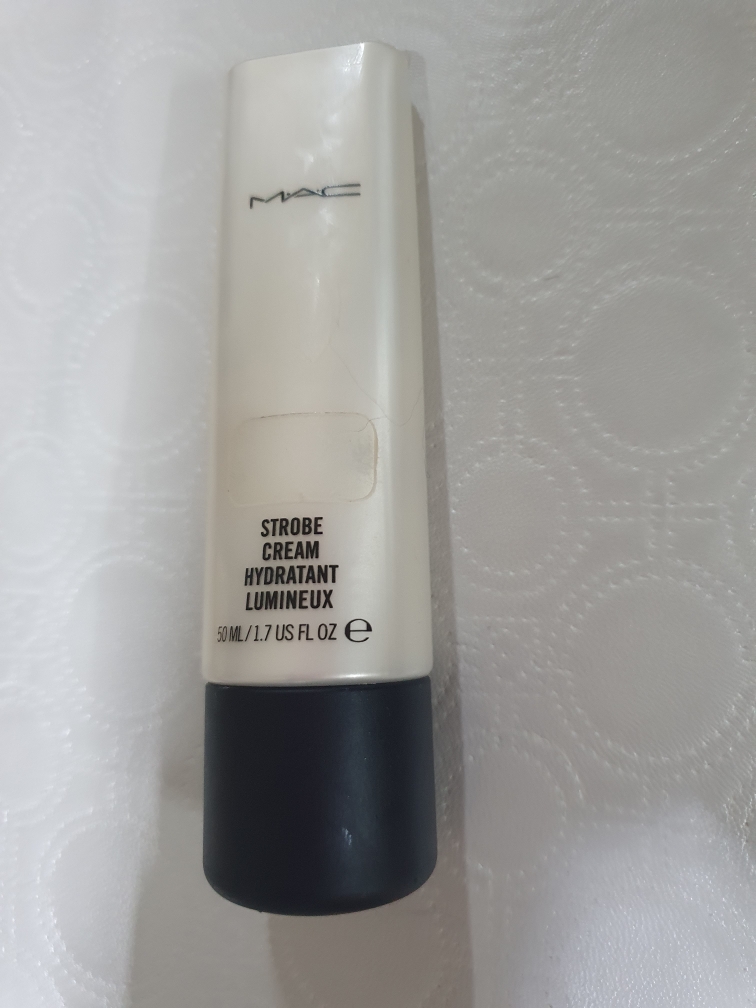 MAC
STROBE
CREAM
HYDRATANT
LUMINEUX
50 ML / 1.7 US FL OZ ℮